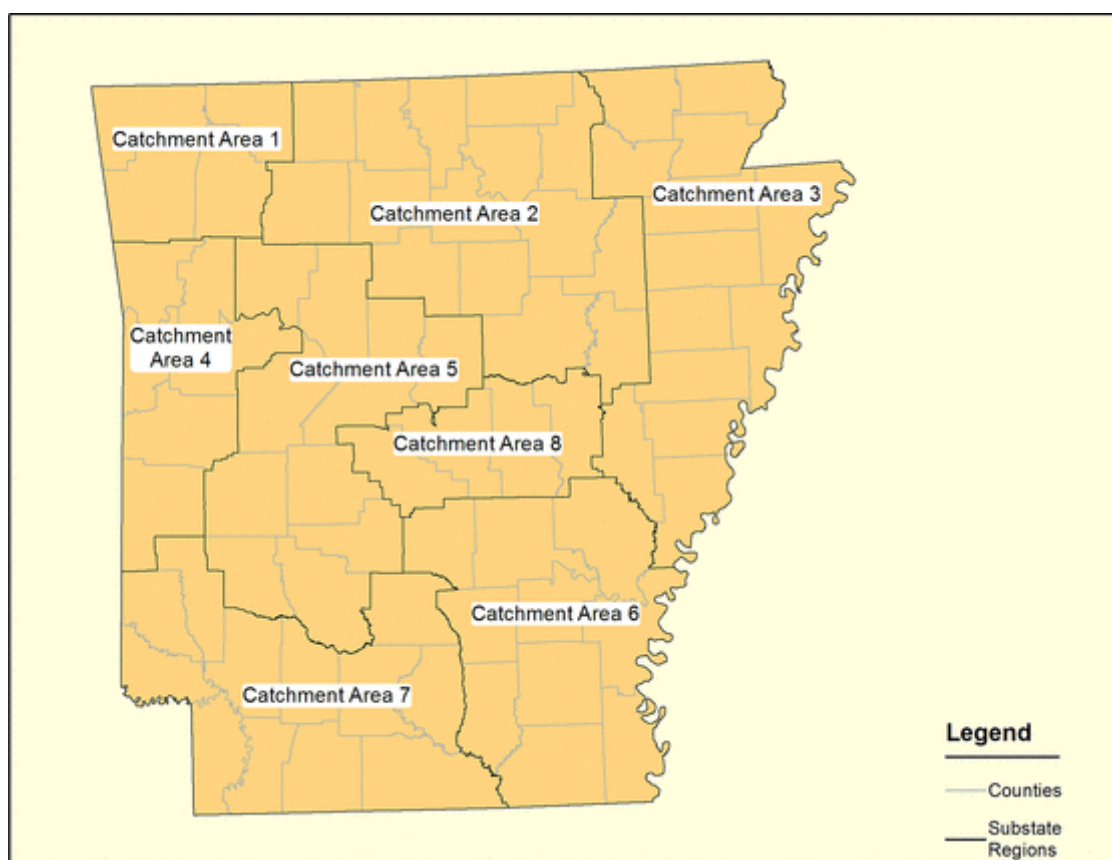 Catchment Area 1
Catchment Area 2
Catchment Area 3
Catchment
Area 4
Catchment Area 5
Catchment Area 8
Catchment Area 6
Catchment Area 7
Legend
Counties
Substate
Regions